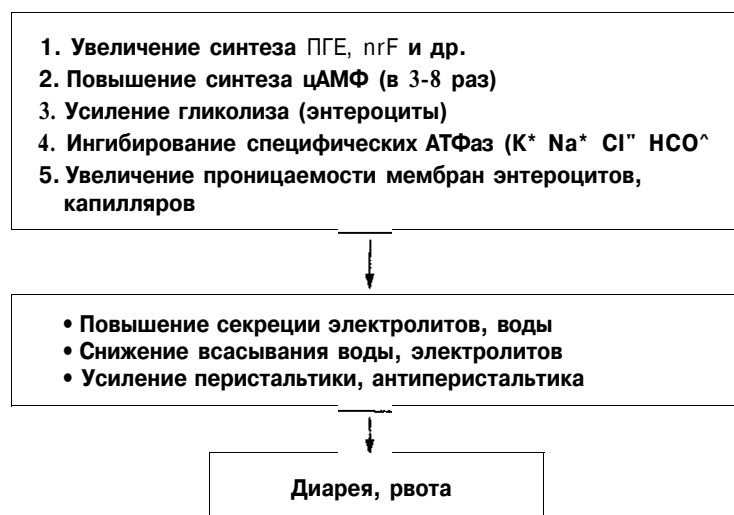 1. Увеличение синтеза ПГЕ, nrF и др.
2. Повышение синтеза цАМФ (в 3-8 раз)
3. Усиление гликолиза (энтероциты)
4. Ингибирование специфических АТФаз (K* Na* Cl" HCO^
5. Увеличение проницаемости мембран энтероцитов,
капилляров
• Повышение секреции электролитов, воды
• Снижение всасывания воды, электролитов
• Усиление перистальтики, антиперистальтика
Диарея, рвота